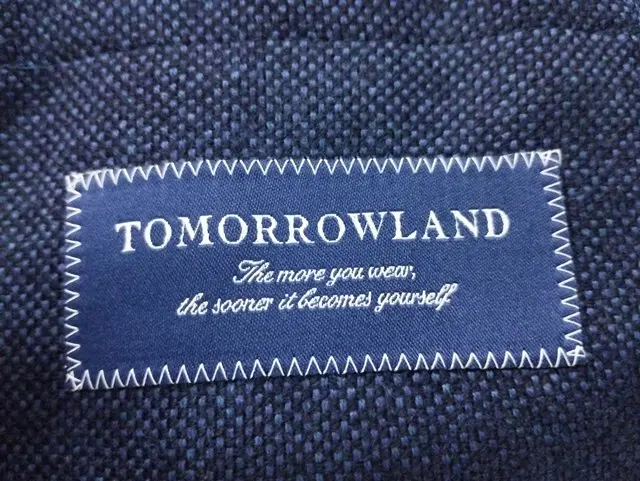 TOMORROWLAND
The more you wear,
the sooner it becomes yourself